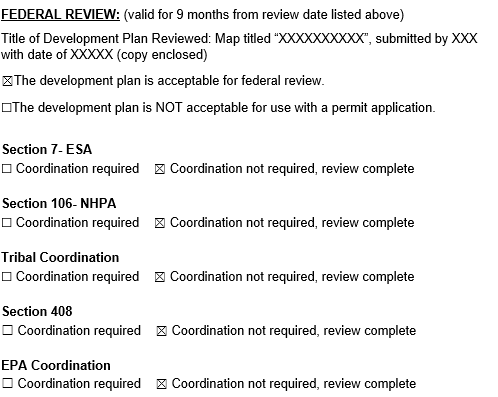 FEDERAL REVIEW: (valid for 9 months from review date listed above)
Title of Development Plan Reviewed: Map titled “XXXXXXXXXX”, submitted by XXX
with date of XXXXX (copy enclosed)
☒The development plan is acceptable for federal review.
☐The development plan is NOT acceptable for use with a permit application.
Section 7- ESA
☐ Coordination required ☒ Coordination not required, review complete
Section 106- NHPA
☐ Coordination required ☒ Coordination not required, review complete
Tribal Coordination
☐ Coordination required ☒ Coordination not required, review complete
Section 408
☐ Coordination required ☒ Coordination not required, review complete
EPA Coordination
☐ Coordination required ☒ Coordination not required, review complete